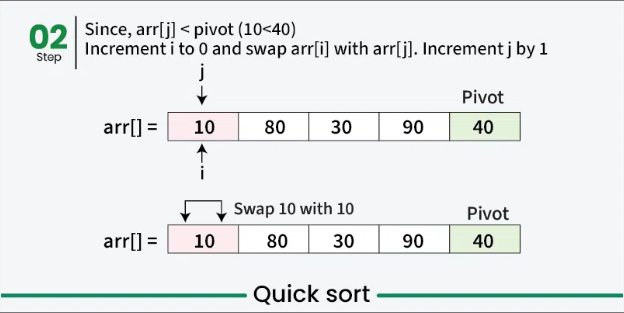 02
Step
Since, arr[j] < pivot (10<40)
Increment i to 0 and swap arr[i] with arr[j]. Increment j by 1
j
Pivot
arr[] = 10 80 30 90 40
i
Swap 10 with 10
Pivot
arr[] = 10 80 30 90 40
Quick sort